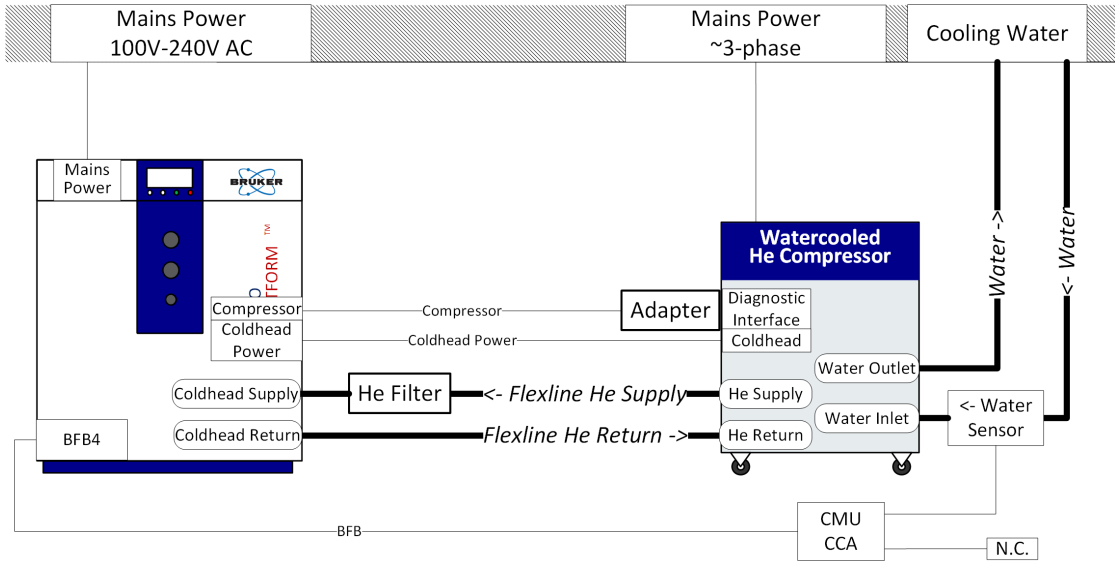 Mains Power
100V-240V AC
Mains Power
~3-phase
Cooling Water
Mains
Power
BRUKER
TFORM ™
O
Compressor
Coldhead
Power
Coldhead Supply
Coldhead Return
BFB4
Compressor
Coldhead Power
Adapter
He Filter
<- Flexline He Supply
Flexline He Return ->
Watercooled
He Compressor
Diagnostic
Interface
Coldhead
Water Outlet
He Supply
Water Inlet
He Return
Water ->
<- Water
<- Water
Sensor
BFB
CMU
CCA
N.C.